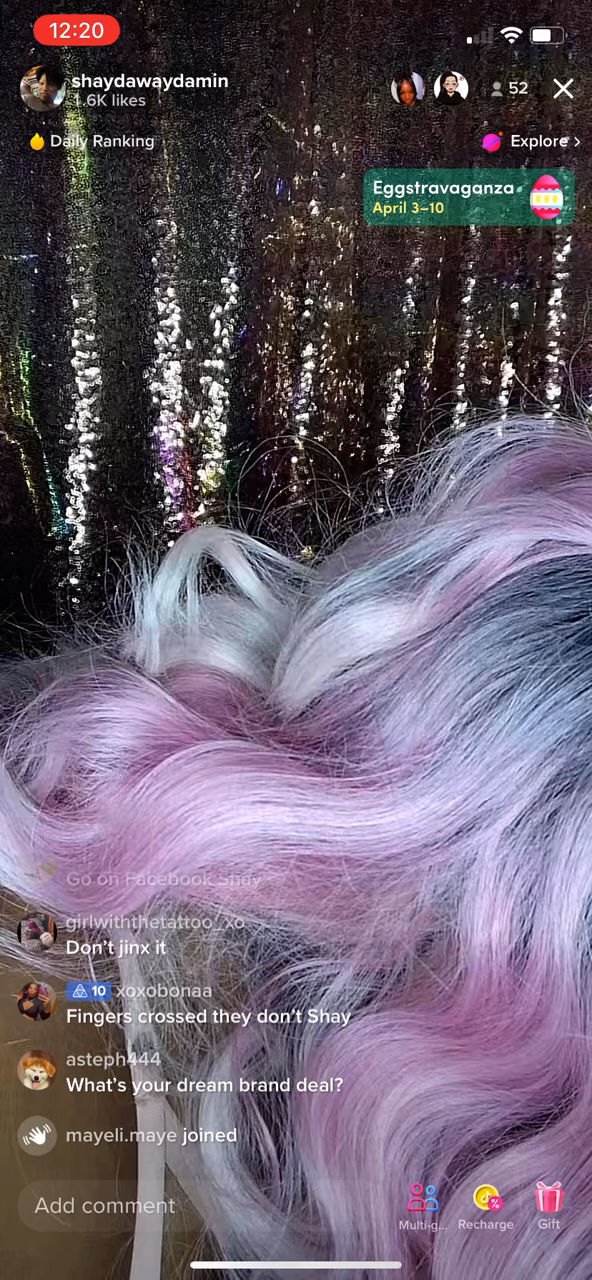 12:20
shaydawaydamin
1.6K likes
52
Daily Ranking
Explore >
Eggstravaganza
April 3–10
Go on Facebook Shay
girlwiththetattoo_xo
Don’t jinx it
10 xoxobonaa
Fingers crossed they don’t Shay
asteph444
What’s your dream brand deal?
mayeli.maye joined
Add comment
Multi-g...
Recharge
Gift